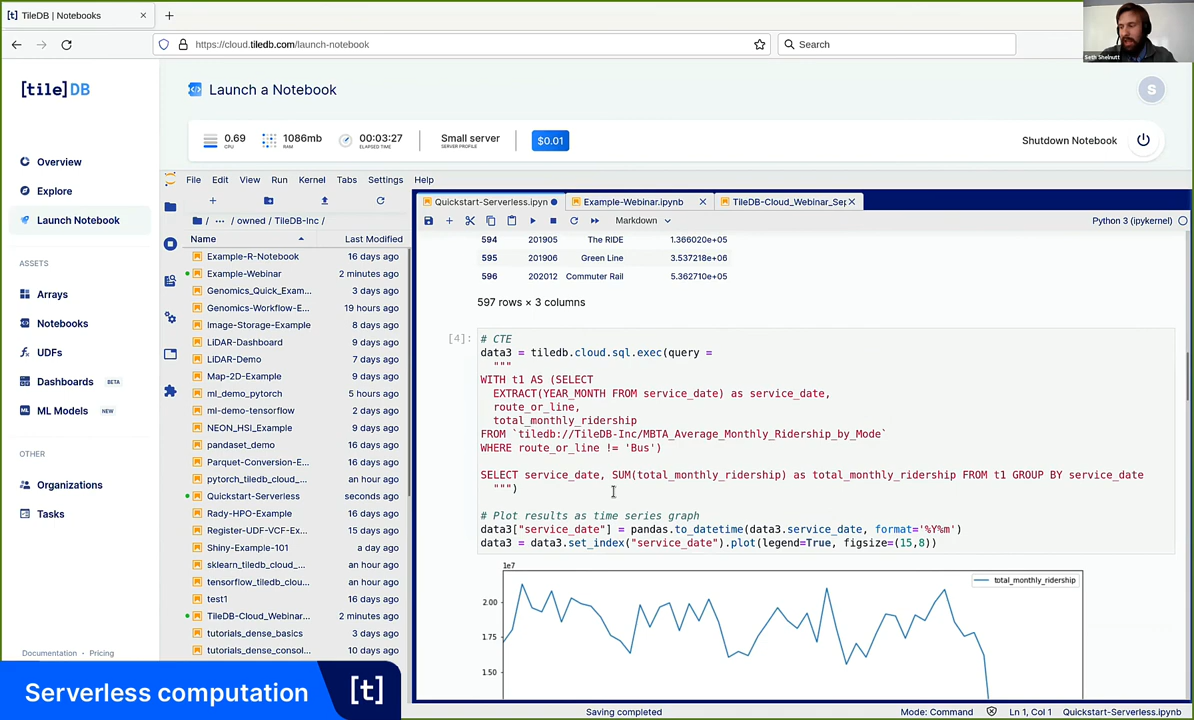 [t] TileDB | Notebooks
https://cloud.tiledb.com/launch-notebook
Search
Seth Shelnutt
[tile]DB
Launch a Notebook
S
0.69
CPU
1086mb
RAM
00:03:27
ELAPSED TIME
Small server
SERVER PROFILE
$0.01
Shutdown Notebook
Overview
Explore
Launch Notebook
ASSETS
Arrays
Notebooks
UDFs
Dashboards BETA
ML Models NEW
OTHER
Organizations
Tasks
Documentation • Pricing
File Edit View Run Kernel Tabs Settings Help
/ ··· / owned / TileDB-Inc /
Name Last Modified
Example-R-Notebook 16 days ago
Example-Webinar 2 minutes ago
Genomics_Quick_Exam... 3 days ago
Genomics-Workflow-E... 19 hours ago
Image-Storage-Example 8 days ago
LiDAR-Dashboard 9 days ago
LiDAR-Demo 7 days ago
Map-2D-Example 9 days ago
ml_demo_pytorch 5 hours ago
ml-demo-tensorflow 2 days ago
NEON_HSI_Example 9 days ago
pandaset_demo 16 days ago
Parquet-Conversion-E... 16 days ago
pytorch_tiledb_cloud_... 16 days ago
Quickstart-Serverless seconds ago
Rady-HPO-Example 16 days ago
Register-UDF-VCF-Ex... 16 days ago
Shiny-Example-101 a day ago
sklearn_tiledb_cloud_... an hour ago
tensorflow_tiledb_clou... an hour ago
test1 16 days ago
TileDB-Cloud_Webinar... 2 minutes ago
tutorials_dense_basics 3 days ago
tutorials_dense_consol... 10 days ago
Quickstart-Serverless.ipyn
Example-Webinar.ipynb
TileDB-Cloud_Webinar_Sep
Markdown
Python 3 (ipykernel)
594 201905 The RIDE 1.366020e+05
595 201906 Green Line 3.537218e+06
596 202012 Commuter Rail 5.362710e+05
597 rows × 3 columns
[4]:
# CTE
data3 = tiledb.cloud.sql.exec(query =
"""
WITH t1 AS (SELECT
EXTRACT(YEAR_MONTH FROM service_date) as service_date,
route_or_line,
total_monthly_ridership
FROM `tiledb://TileDB-Inc/MBTA_Average_Monthly_Ridership_by_Mode`
WHERE route_or_line != 'Bus')
SELECT service_date, SUM(total_monthly_ridership) as total_monthly_ridership FROM t1 GROUP BY service_date
""")
# Plot results as time series graph
data3["service_date"] = pandas.to_datetime(data3.service_date, format='%Y%m')
data3 = data3.set_index("service_date").plot(legend=True, figsize=(15,8))
1e7
total_monthly_ridership
2.00
1.75
1.50
Saving completed
Mode: Command
Ln 1, Col 1
Quickstart-Serverless.ipynb
Serverless computation
[t]